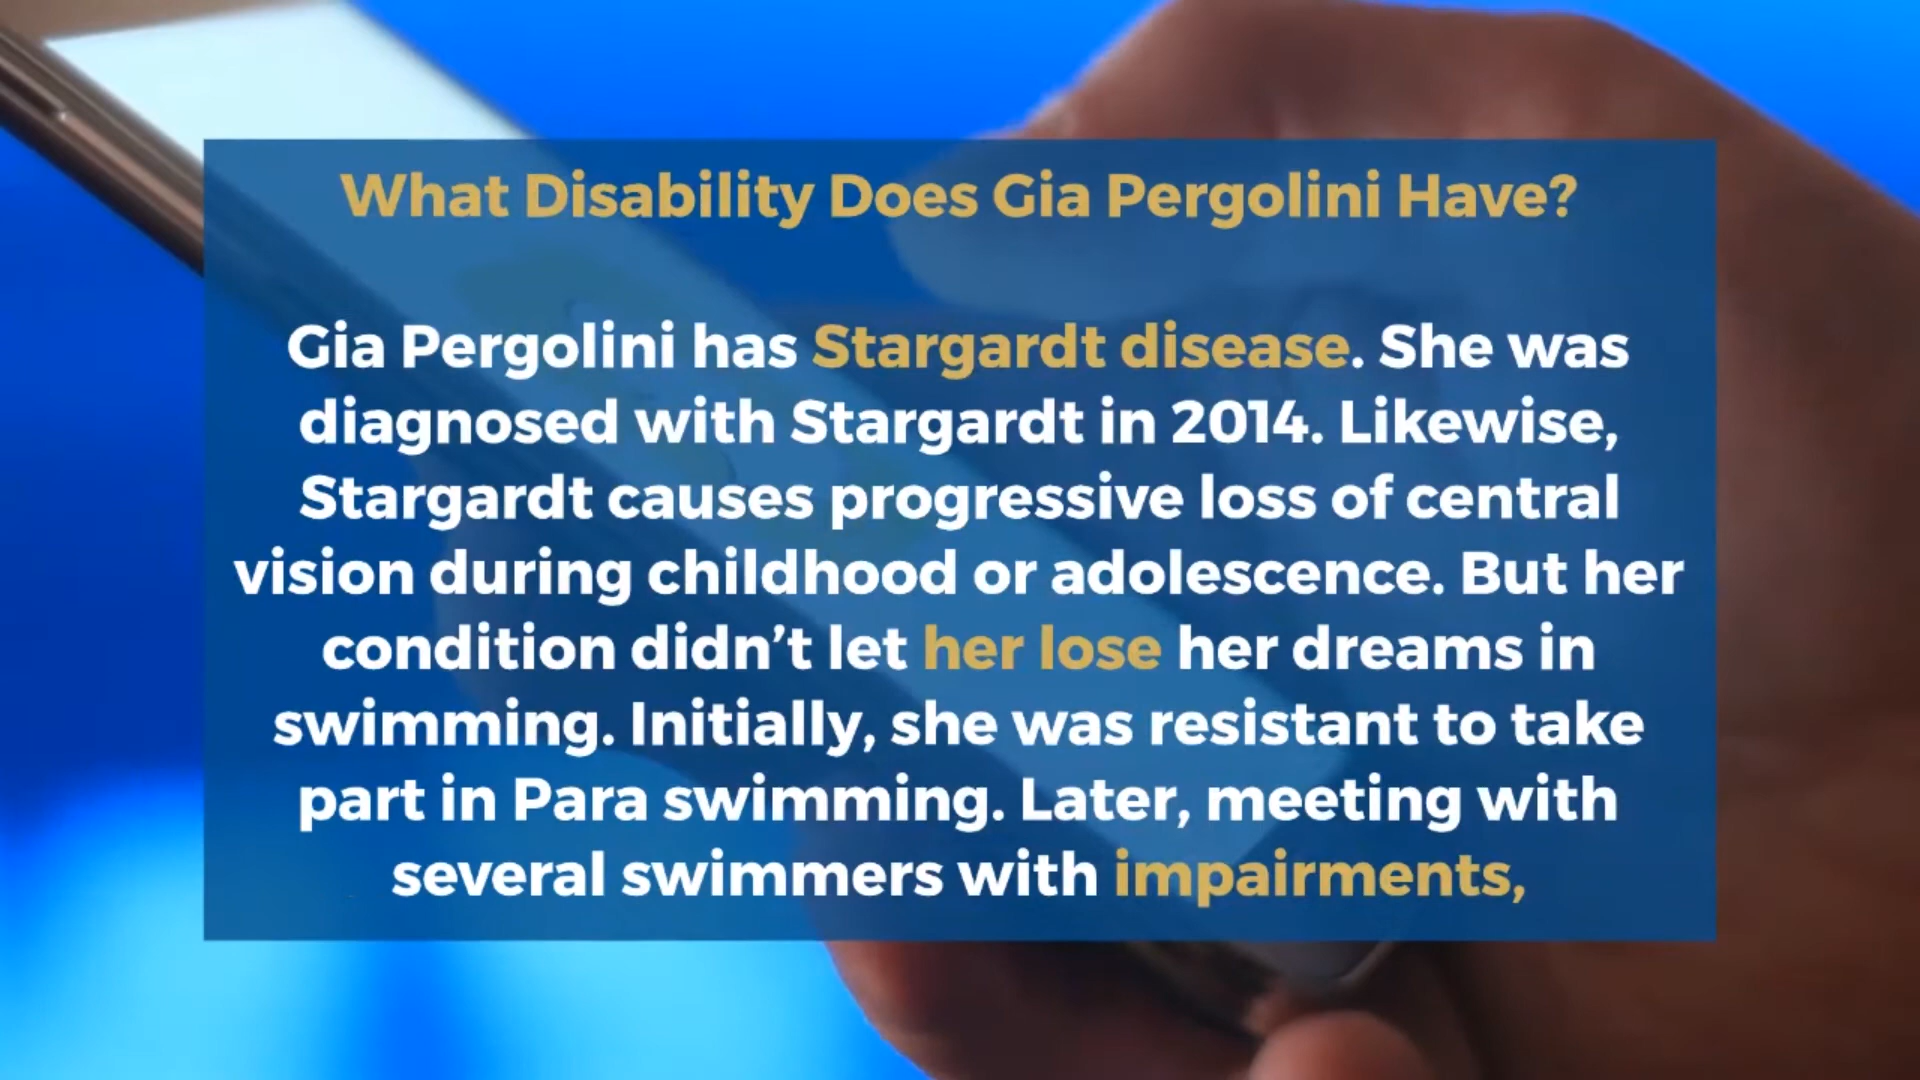 What Disability Does Gia Pergolini Have?
Gia Pergolini has Stargardt disease. She was
diagnosed with Stargardt in 2014. Likewise,
Stargardt causes progressive loss of central
vision during childhood or adolescence. But her
condition didn’t let her lose her dreams in
swimming. Initially, she was resistant to take
part in Para swimming. Later, meeting with
several swimmers with impairments,